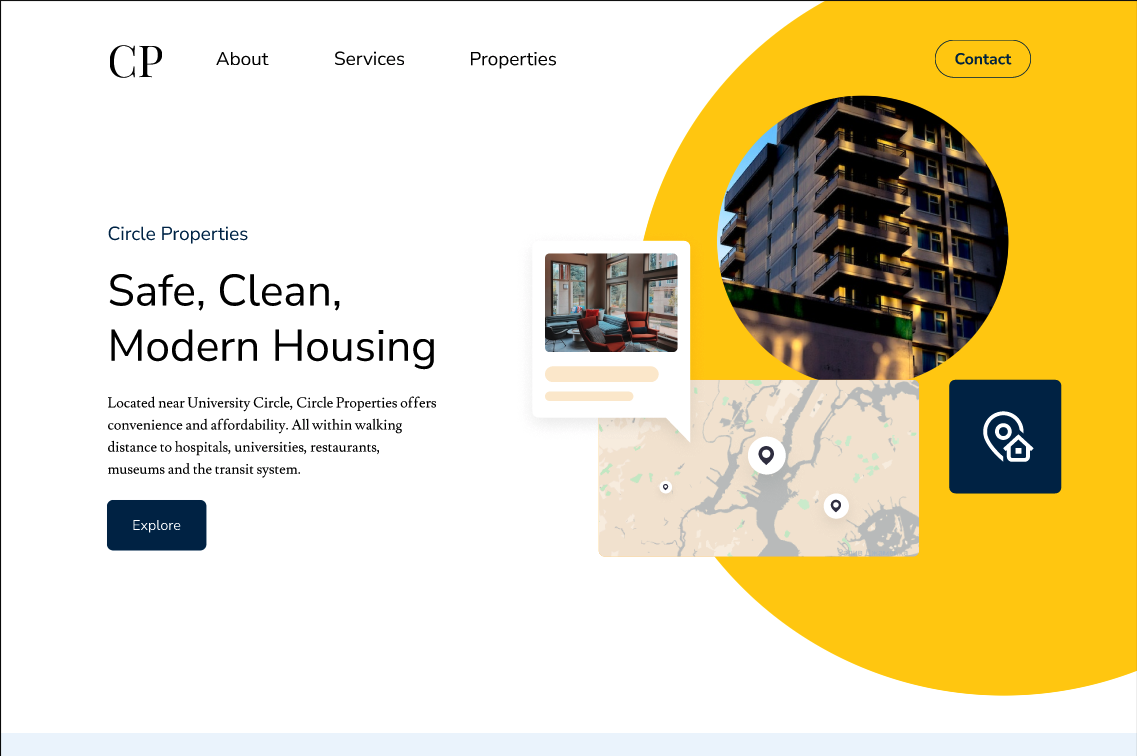 CP
About
Services
Properties
Contact
Circle Properties
Safe, Clean,
Modern Housing
Located near University Circle, Circle Properties offers
convenience and affordability. All within walking
distance to hospitals, universities, restaurants,
museums and the transit system.
Explore